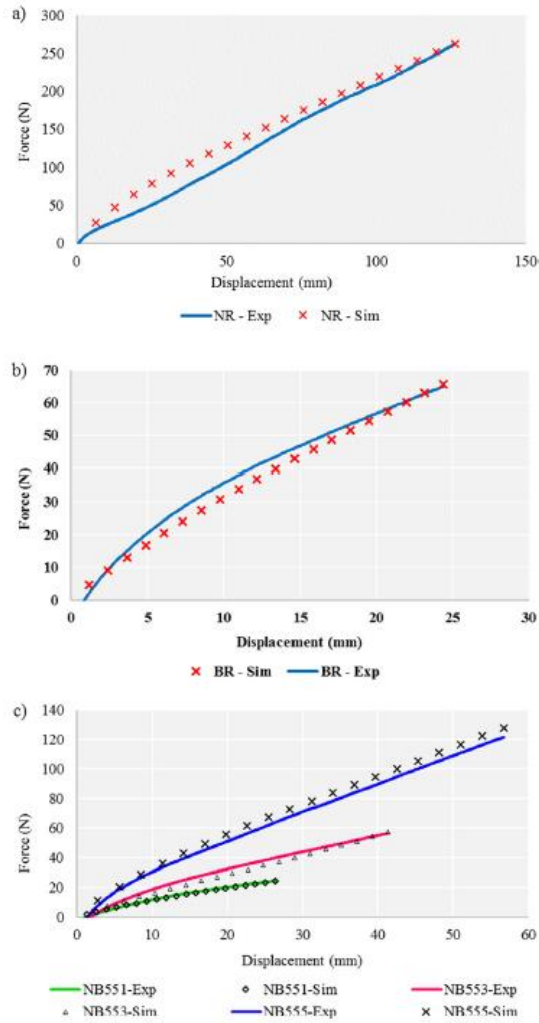 a)
300
250
200
150
100
50
0
Force (N)
0 50 100 150
Displacement (mm)
NR - Exp NR - Sim
b)
70
60
50
40
30
20
10
0
Force (N)
0 5 10 15 20 25 30
Displacement (mm)
BR - Sim BR - Exp
c)
140
120
100
80
60
40
20
0
Force (N)
0 10 20 30 40 50 60
Displacement (mm)
NB551-Exp NB551-Sim NB553-Exp
NB553-Sim NB555-Exp NB555-Sim